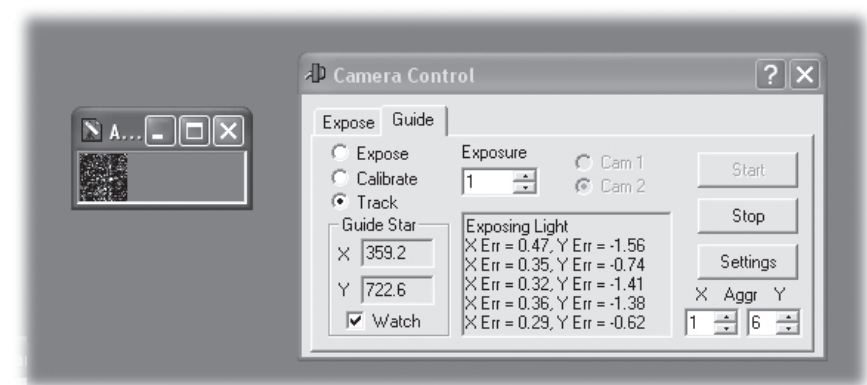 A...
Camera Control
Expose Guide
Expose
Calibrate
Track
Exposure
1
Cam 1
Cam 2
Start
Stop
Settings
Guide Star
X 359.2
Y 722.6
Watch
Exposing Light
X Err = 0.47, Y Err = -1.56
X Err = 0.35, Y Err = -0.74
X Err = 0.32, Y Err = -1.41
X Err = 0.36, Y Err = -1.38
X Err = 0.29, Y Err = -0.62
X Aggr Y
1 6